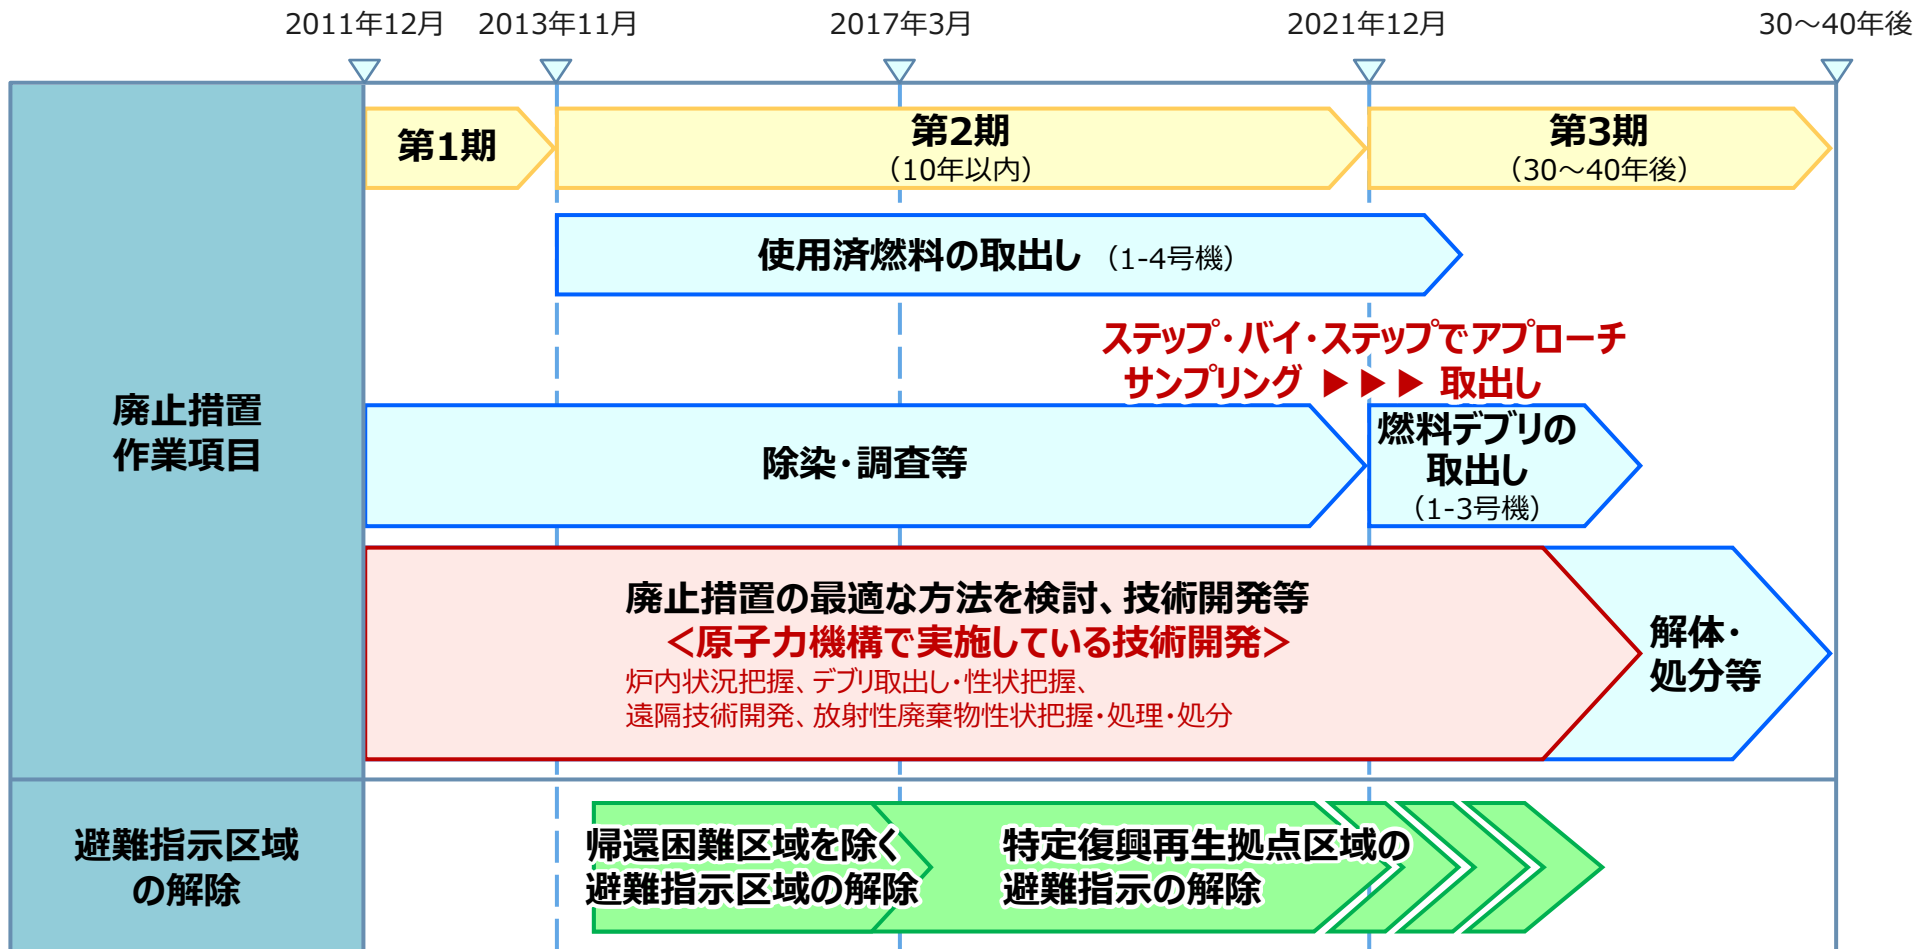 2011年12月
2013年11月
2017年3月
2021年12月
30～40年後
第1期
第2期
（10年以内）
第3期
（30～40年後）
使用済燃料の取出し （1-4号機）
ステップ・バイ・ステップでアプローチ
サンプリング ▶▶▶ 取出し
廃止措置
作業項目
除染・調査等
燃料デブリの
取出し
（1-3号機）
廃止措置の最適な方法を検討、技術開発等
＜原子力機構で実施している技術開発＞
炉内状況把握、デブリ取出し・性状把握、
遠隔技術開発、放射性廃棄物性状把握・処理・処分
解体・
処分等
避難指示区域
の解除
帰還困難区域を除く
避難指示区域の解除
特定復興再生拠点区域の
避難指示の解除